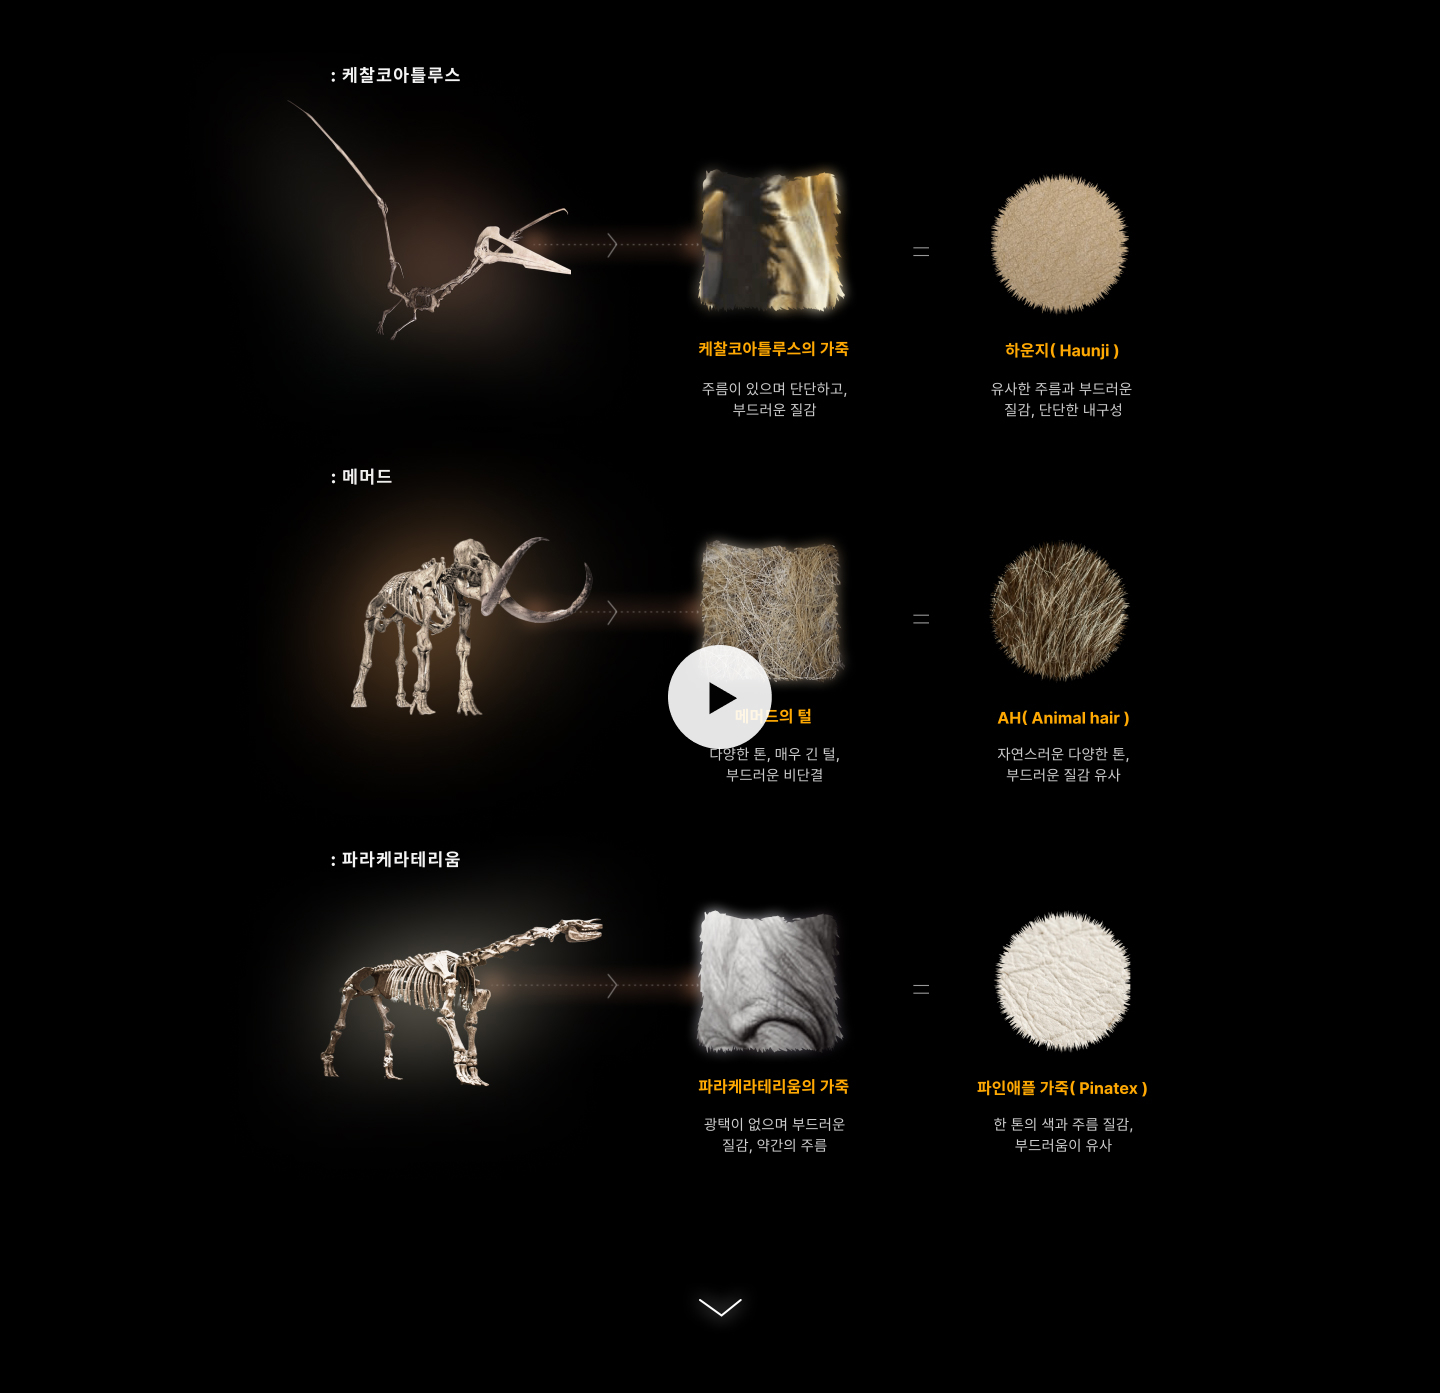 : 케찰코아틀루스
케찰코아틀루스의 가죽
주름이 있으며 단단하고,
부드러운 질감
=
하운지( Haunji )
유사한 주름과 부드러운
질감, 단단한 내구성
: 메머드
메머드의 털
다양한 톤, 매우 긴 털,
부드러운 비단결
=
AH( Animal hair )
자연스러운 다양한 톤,
부드러운 질감 유사
: 파라케라테리움
파라케라테리움의 가죽
광택이 없으며 부드러운
질감, 약간의 주름
=
파인애플 가죽( Pinatex )
한 톤의 색과 주름 질감,
부드러움이 유사